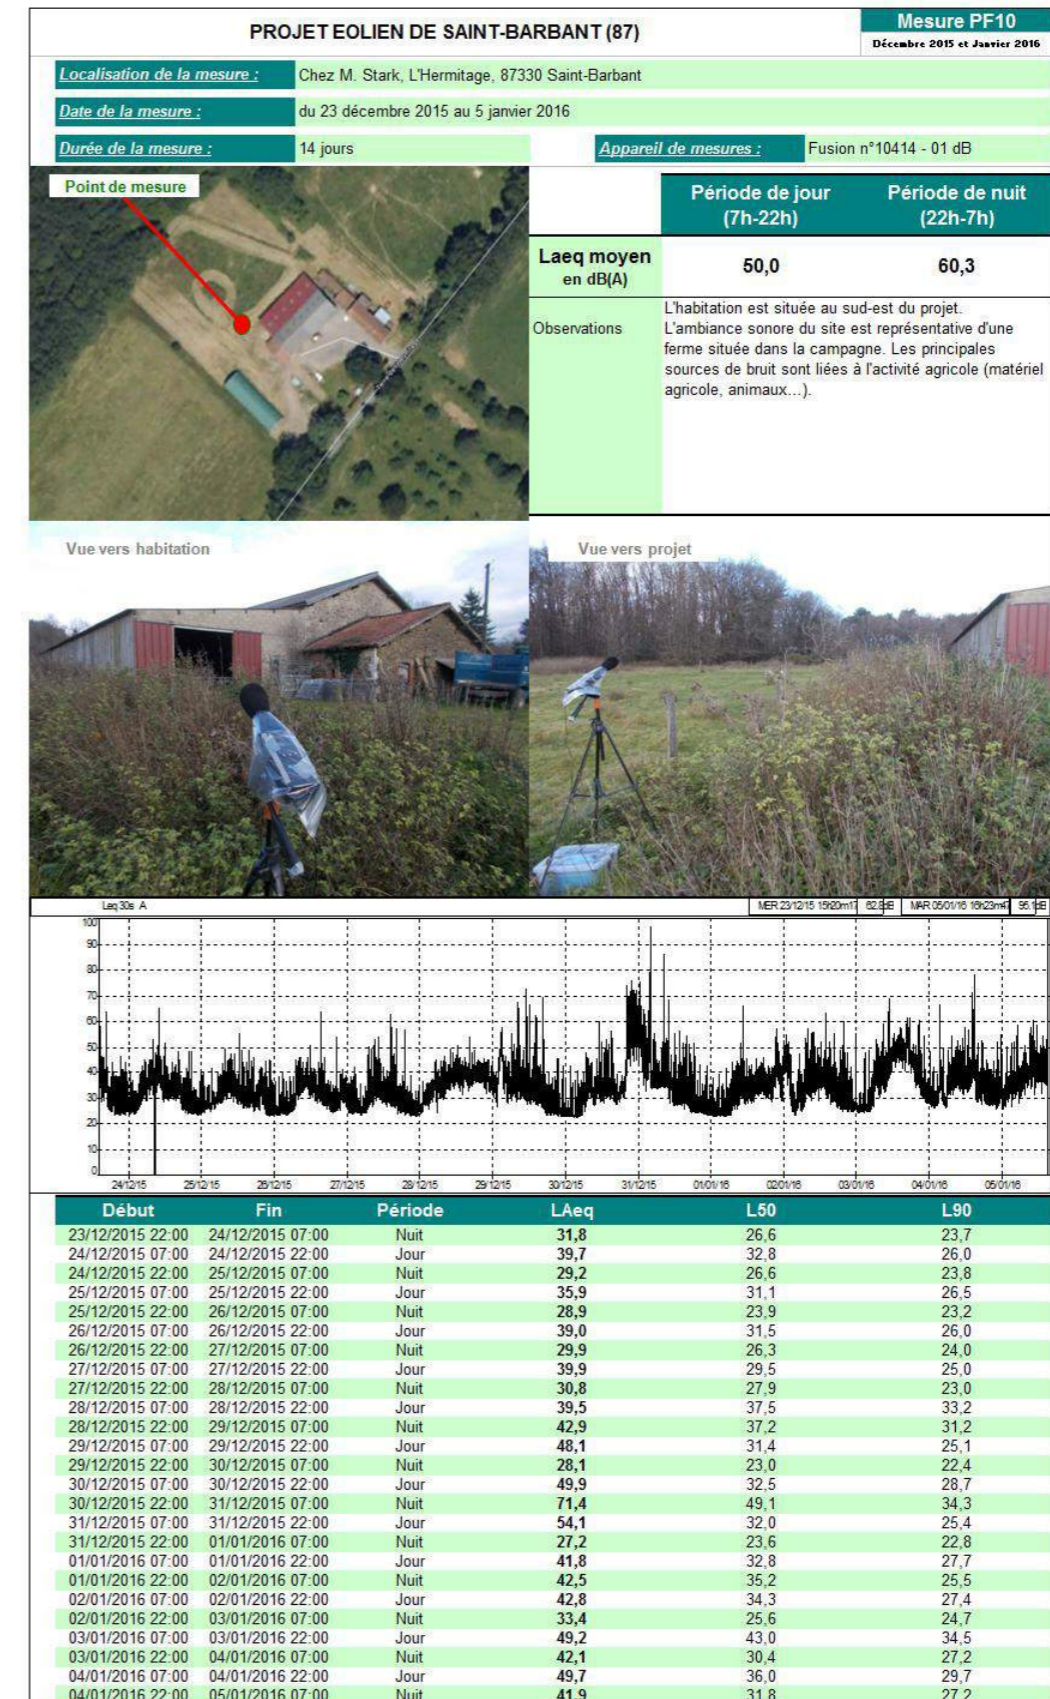 PROJET EOLIEN DE SAINT-BARBANT (87)
Mesure PF10
Décembre 2015 et Janvier 2016
Localisation de la mesure : Chez M. Stark, L'Hermitage, 87330 Saint-Barbant
Date de la mesure : du 23 décembre 2015 au 5 janvier 2016
Durée de la mesure : 14 jours Appareil de mesures : Fusion n°10414 - 01 dB
Point de mesure
Période de jour (7h-22h) Période de nuit (22h-7h)
Laeq moyen en dB(A) 50,0 60,3
Observations
L'habitation est située au sud-est du projet.
L'ambiance sonore du site est représentative d'une
ferme située dans la campagne. Les principales
sources de bruit sont liées à l'activité agricole (matériel
agricole, animaux…).
Vue vers habitation
Vue vers projet
Leq 30s A MER 23/12/15 15h20m17 62.8dB MAR 05/01/16 16h23m47 95.1dB
100
90
80
70
60
50
40
30
20
10
0
24/12/15 25/12/15 26/12/15 27/12/15 28/12/15 29/12/15 30/12/15 31/12/15 01/01/16 02/01/16 03/01/16 04/01/16 05/01/16
Début Fin Période LAeq L50 L90
23/12/2015 22:00 24/12/2015 07:00 Nuit 31,8 26,6 23,7
24/12/2015 07:00 24/12/2015 22:00 Jour 39,7 32,8 26,0
24/12/2015 22:00 25/12/2015 07:00 Nuit 29,2 26,6 23,8
25/12/2015 07:00 25/12/2015 22:00 Jour 35,9 31,1 26,5
25/12/2015 22:00 26/12/2015 07:00 Nuit 28,9 23,9 23,2
26/12/2015 07:00 26/12/2015 22:00 Jour 39,0 31,5 26,0
26/12/2015 22:00 27/12/2015 07:00 Nuit 29,9 26,3 24,0
27/12/2015 07:00 27/12/2015 22:00 Jour 39,9 29,5 25,0
27/12/2015 22:00 28/12/2015 07:00 Nuit 30,8 27,9 23,0
28/12/2015 07:00 28/12/2015 22:00 Jour 39,5 37,5 33,2
28/12/2015 22:00 29/12/2015 07:00 Nuit 42,9 37,2 31,2
29/12/2015 07:00 29/12/2015 22:00 Jour 48,1 31,4 25,1
29/12/2015 22:00 30/12/2015 07:00 Nuit 28,1 23,0 22,4
30/12/2015 07:00 30/12/2015 22:00 Jour 49,9 32,5 28,7
30/12/2015 22:00 31/12/2015 07:00 Nuit 71,4 49,1 34,3
31/12/2015 07:00 31/12/2015 22:00 Jour 54,1 32,0 25,4
31/12/2015 22:00 01/01/2016 07:00 Nuit 27,2 23,6 22,8
01/01/2016 07:00 01/01/2016 22:00 Jour 41,8 32,8 27,7
01/01/2016 22:00 02/01/2016 07:00 Nuit 42,5 35,2 25,5
02/01/2016 07:00 02/01/2016 22:00 Jour 42,8 34,3 27,4
02/01/2016 22:00 03/01/2016 07:00 Nuit 33,4 25,6 24,7
03/01/2016 07:00 03/01/2016 22:00 Jour 49,2 43,0 34,5
03/01/2016 22:00 04/01/2016 07:00 Nuit 42,1 30,4 27,2
04/01/2016 07:00 04/01/2016 22:00 Jour 49,7 36,0 29,7
04/01/2016 22:00 05/01/2016 07:00 Nuit 41,9 31,8 27,2